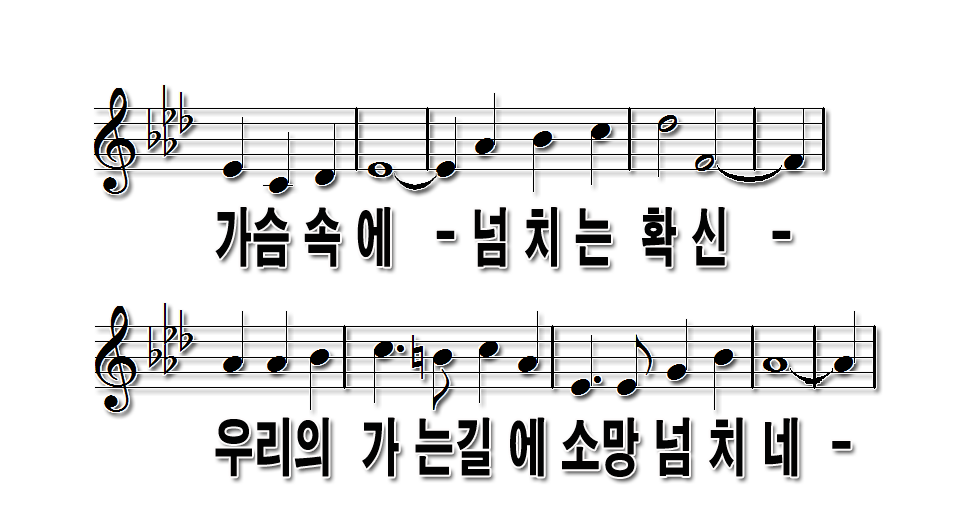 가슴 속 에 - 넘 치 는 확 신 -
우리의 가 는길 에 소망 넘 치 네 -